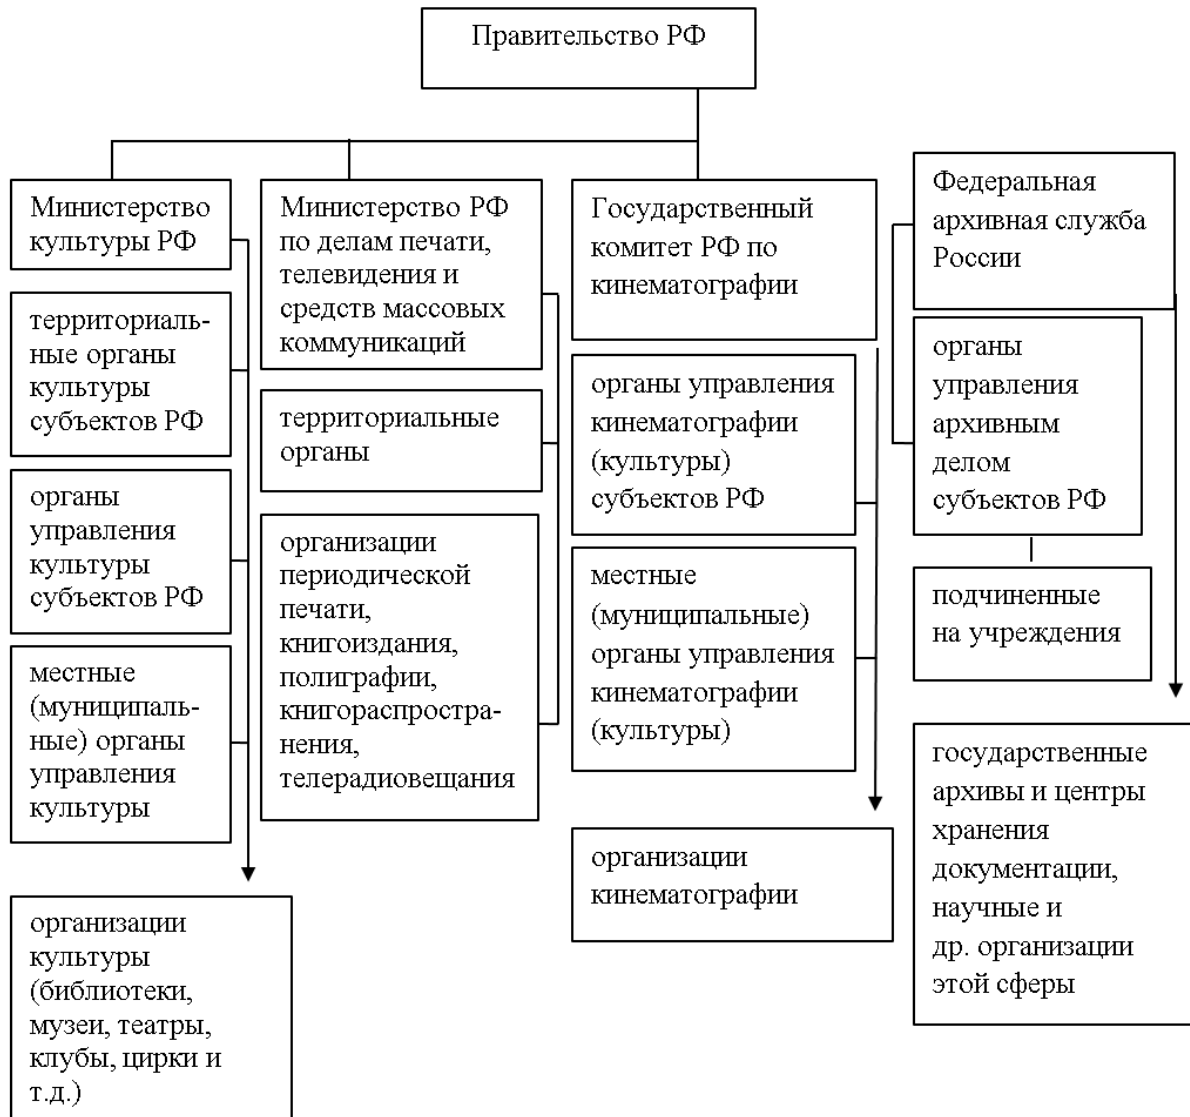 Правительство РФ
Министерство
культуры РФ
территориаль-
ные органы
культуры
субъектов РФ
органы
управления
культуры
субъектов РФ
местные
(муниципаль-
ные) органы
управления
культуры
организации
культуры
(библиотеки,
музеи, театры,
клубы, цирки и
т.д.)
Министерство РФ
по делам печати,
телевидения и
средств массовых
коммуникаций
территориальные
органы
организации
периодической
печати,
книгоиздания,
полиграфии,
книгораспростра-
нения,
телерадиовещания
Государственный
комитет РФ по
кинематографии
органы управления
кинематографии
(культуры)
субъектов РФ
местные
(муниципальные)
органы управления
кинематографии
(культуры)
организации
кинематографии
Федеральная
архивная служба
России
органы
управления
архивным
делом
субъектов РФ
подчиненные
на учреждения
государственные
архивы и центры
хранения
документации,
научные и
др. организации
этой сферы